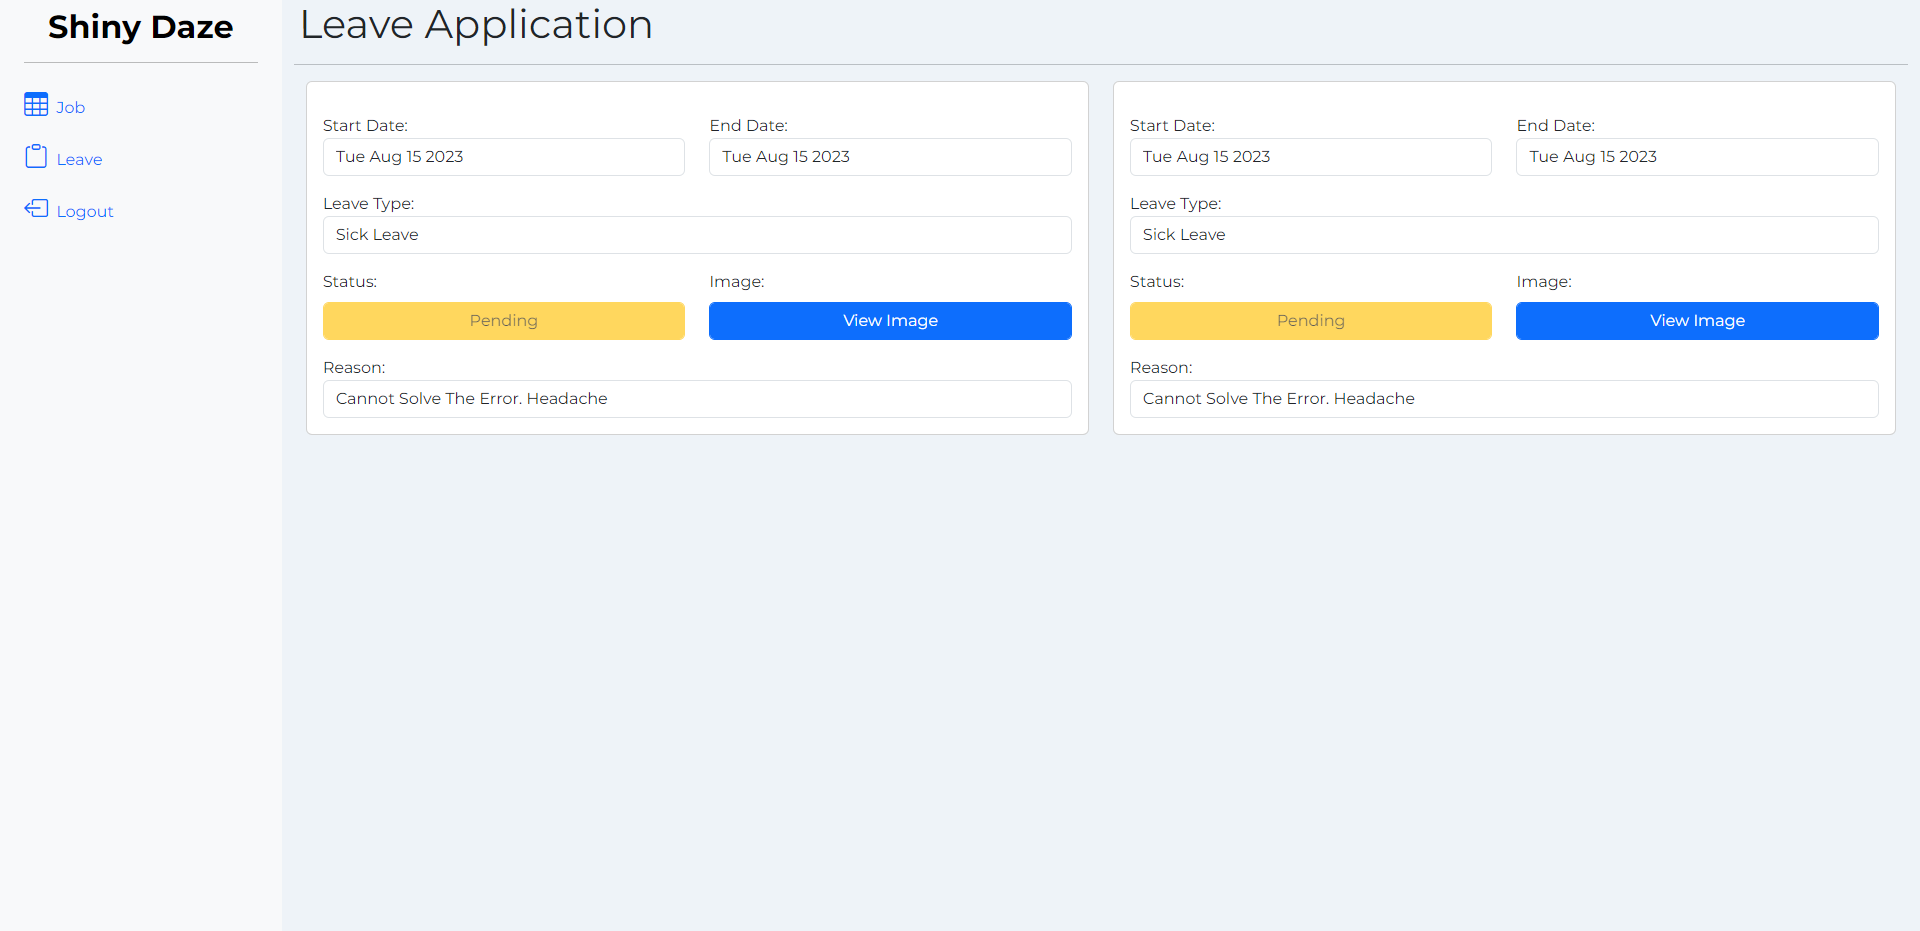 Shiny Daze
Job
Leave
Logout
Leave Application
Start Date:
End Date:
Tue Aug 15 2023
Tue Aug 15 2023
Leave Type:
Sick Leave
Status:
Image:
Pending
View Image
Reason:
Cannot Solve The Error. Headache
Start Date:
End Date:
Tue Aug 15 2023
Tue Aug 15 2023
Leave Type:
Sick Leave
Status:
Image:
Pending
View Image
Reason:
Cannot Solve The Error. Headache